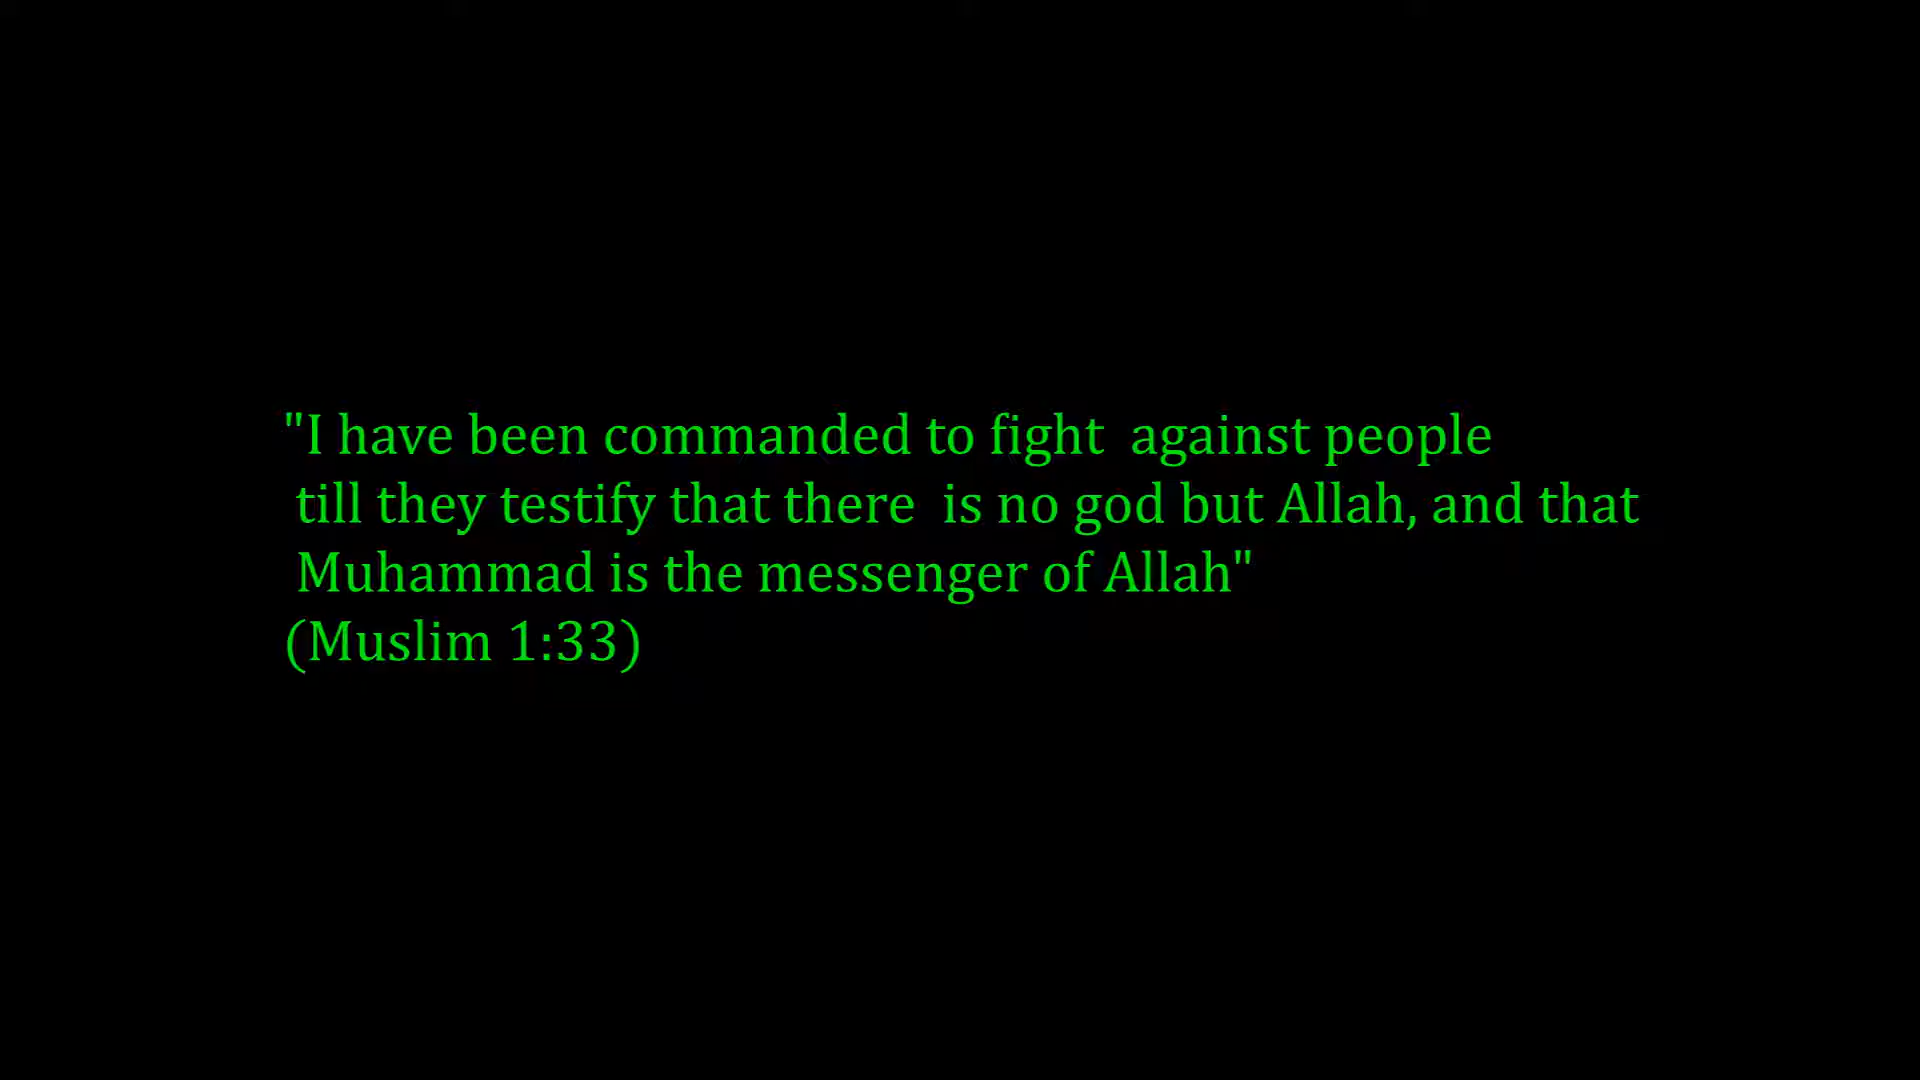 "I have been commanded to fight  against people
till they testify that there  is no god but Allah, and that
Muhammad is the messenger of Allah"
(Muslim 1:33)